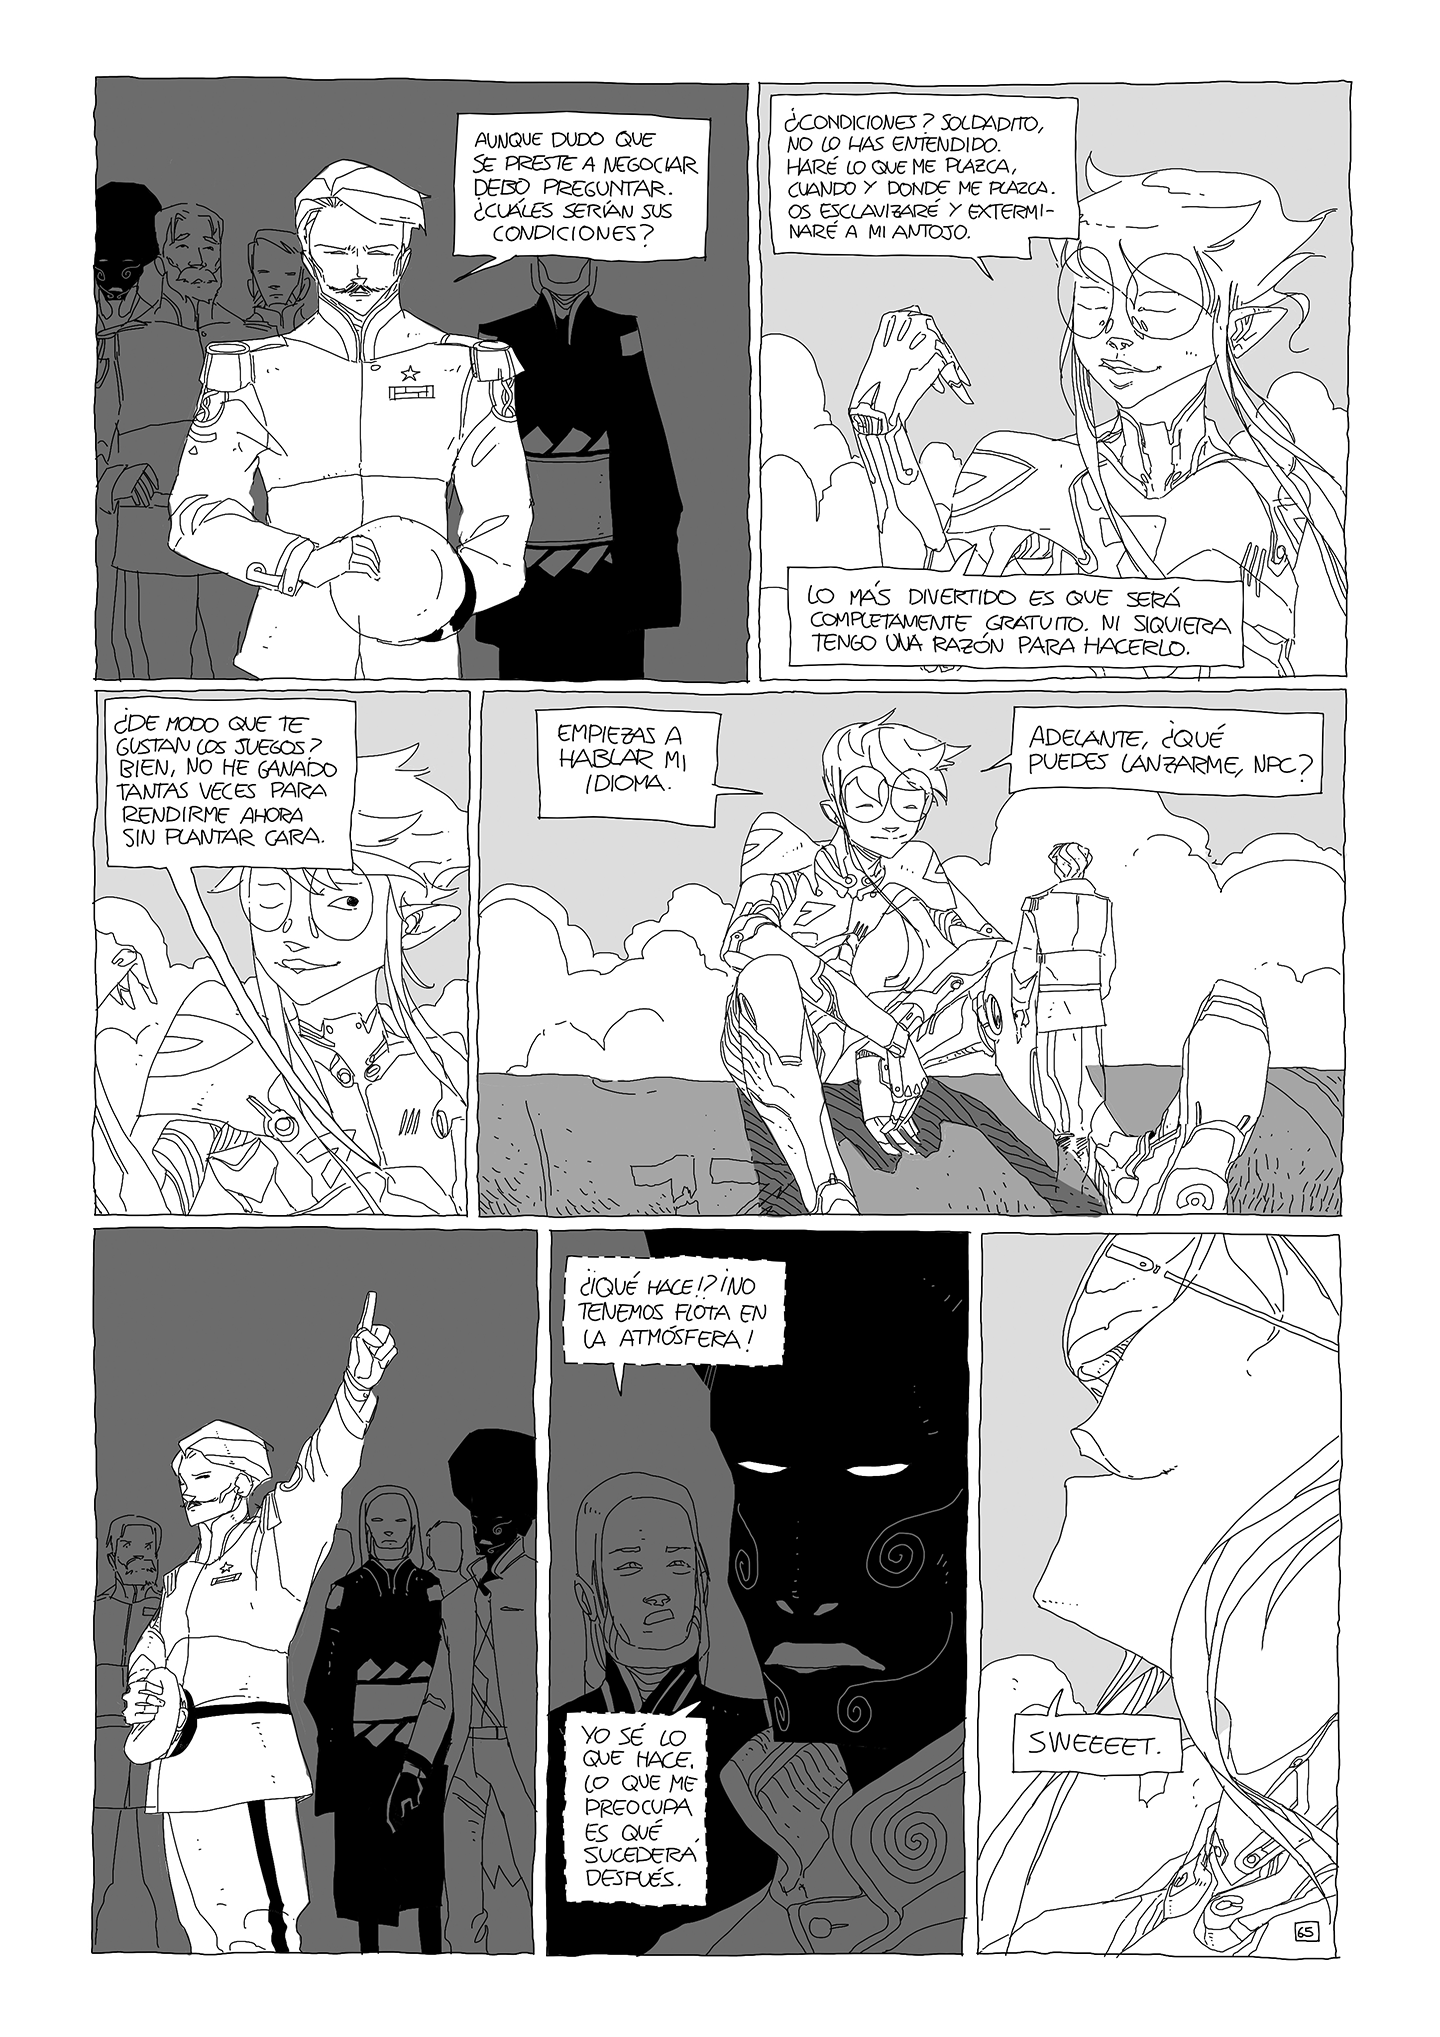 AUNQUE DUDO QUE
SE PRESTE A NEGOCIAR
DEBO PREGUNTAR.
¿CUÁLES SERÍAN SUS
CONDICIONES?
¿CONDICIONES? SOLDADITO,
NO LO HAS ENTENDIDO.
HARÉ LO QUE ME PLAZCA,
CUANDO Y DONDE ME PLAZCA.
OS ESCLAVIZARÉ Y EXTERMI-
NARÉ A MI ANTOJO.
LO MÁS DIVERTIDO ES QUE SERÁ
COMPLETAMENTE GRATUITO. NI SIQUIERA
TENGO UNA RAZÓN PARA HACERLO.
¿DE MODO QUE TE
GUSTAN LOS JUEGOS?
BIEN, NO HE GANADO
TANTAS VECES PARA
RENDIRME AHORA
SIN PLANTAR CARA.
EMPIEZAS A
HABLAR MI
IDIOMA.
ADELANTE, ¿QUÉ
PUEDES LANZARME, NPC?
¿¡QUÉ HACE!? ¡NO
TENEMOS FLOTA EN
LA ATMÓSFERA!
YO SÉ LO
QUE HACE.
LO QUE ME
PREOCUPA
ES QUÉ
SUCEDERÁ
DESPUÉS.
SWEEEET.
65